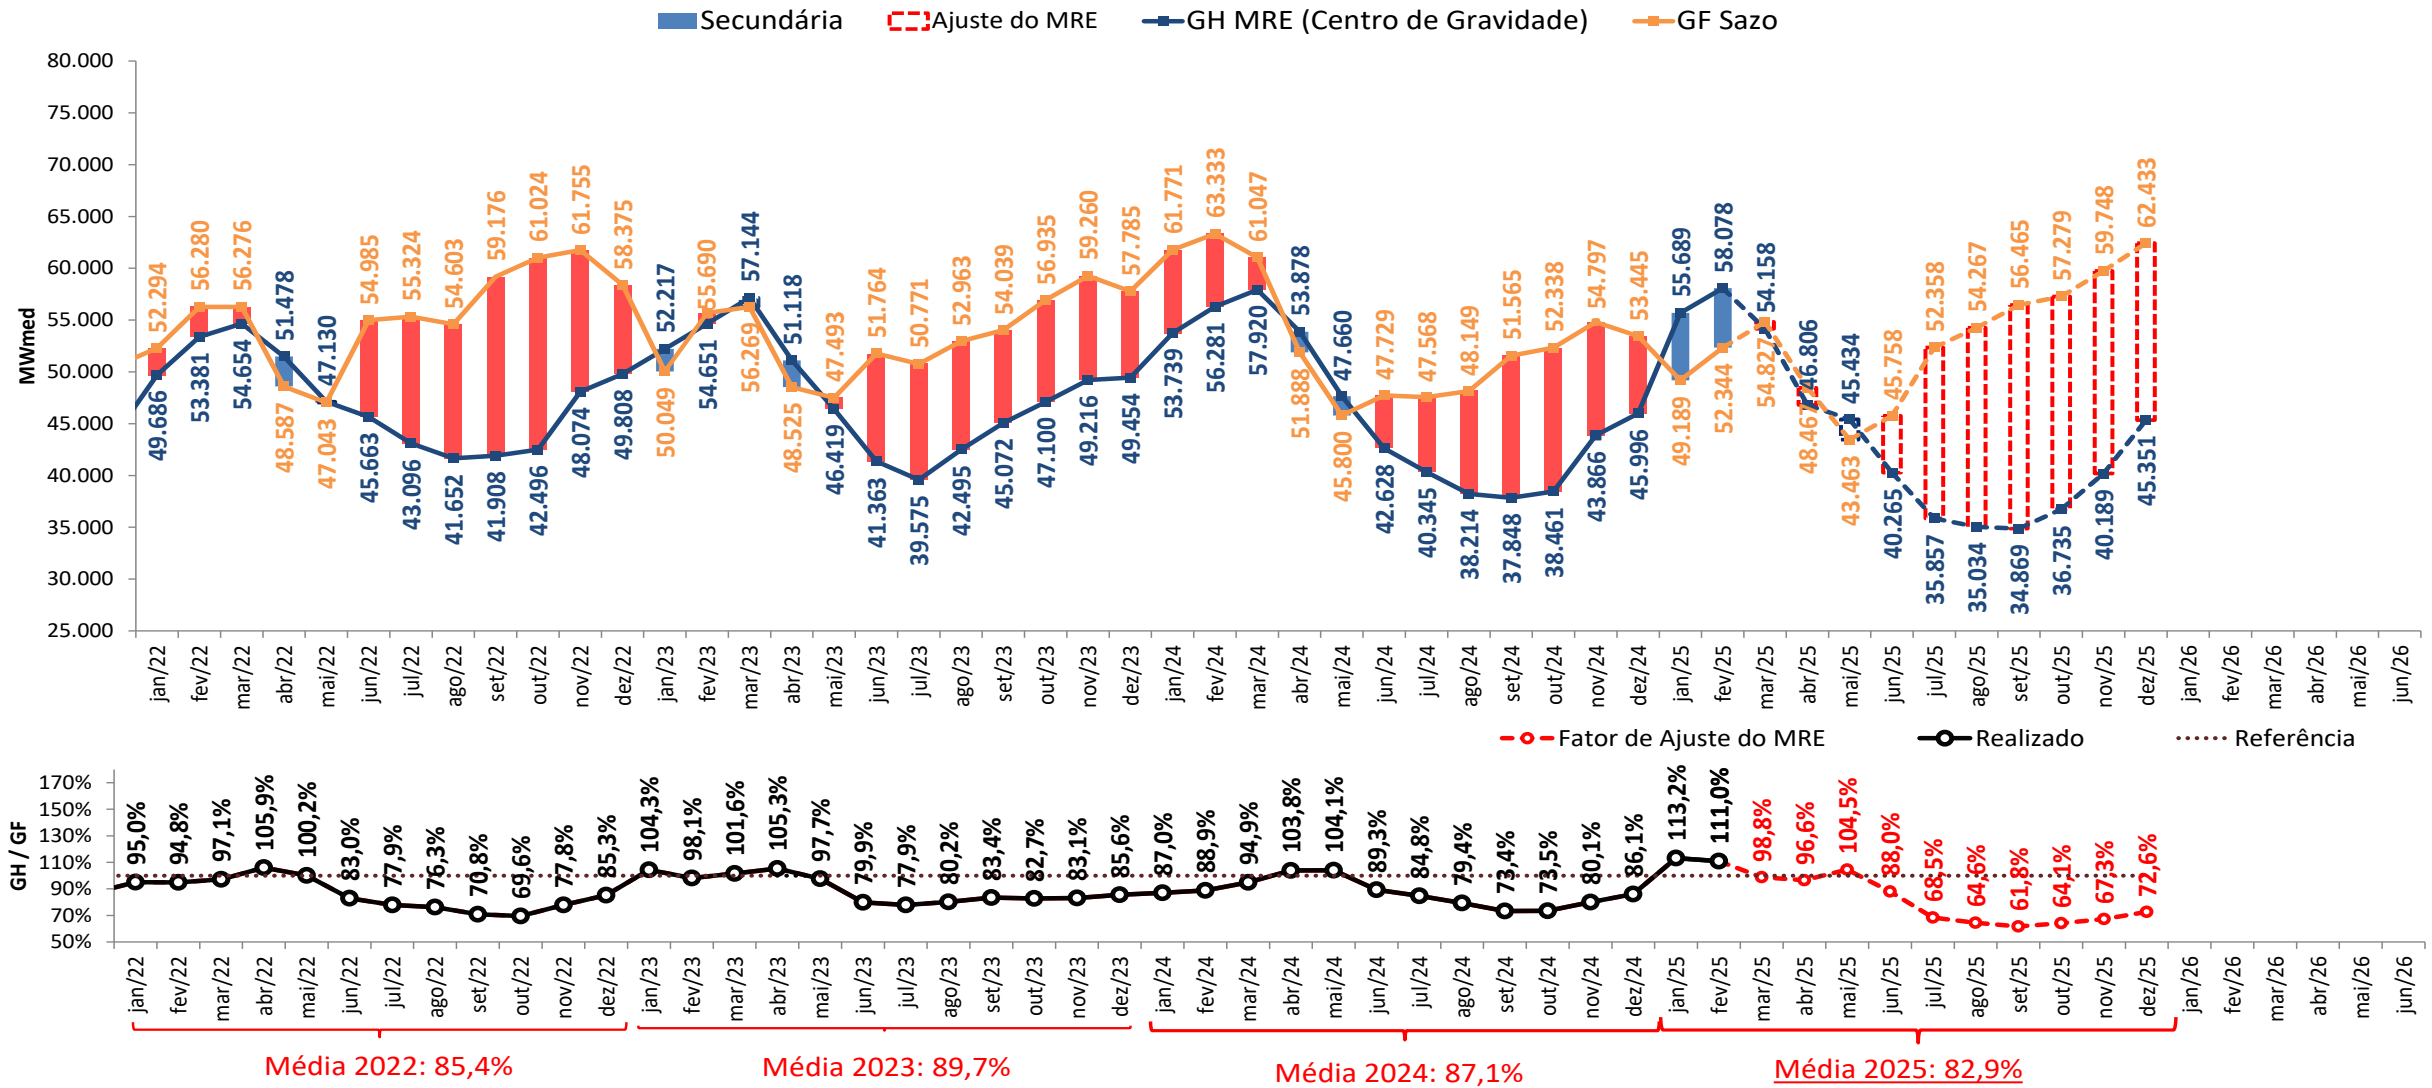 Secundária Ajuste do MRE GH MRE (Centro de Gravidade) GF Sazo
80.000
75.000
70.000
65.000
60.000
55.000
50.000
45.000
40.000
35.000
30.000
25.000
MWmed
52.294 56.280 56.276 48.587 47.043 54.985 55.324 54.603 59.176 61.024 61.755 58.375 50.049 55.690 56.269 48.525 47.493 51.764 50.771 52.963 54.039 56.935 59.260 57.785 61.771 63.333 61.047 51.888 45.800 47.729 47.568 48.149 51.565 52.338 54.797 53.445 49.189 52.344 54.827 48.467 43.463 45.758 52.358 54.267 56.465 57.279 59.748 62.433
49.686 53.381 54.654 51.478 47.130 45.663 43.096 41.652 41.908 42.496 48.074 49.808 52.217 54.651 57.144 51.118 46.419 41.363 39.575 42.495 45.072 47.100 49.216 49.454 53.739 56.281 57.920 53.878 47.660 42.628 40.345 38.214 37.848 38.461 43.866 45.996 55.689 58.078 54.158 46.806 45.434 40.265 35.857 35.034 34.869 36.735 40.189 45.351
jan/22 fev/22 mar/22 abr/22 mai/22 jun/22 jul/22 ago/22 set/22 out/22 nov/22 dez/22 jan/23 fev/23 mar/23 abr/23 mai/23 jun/23 jul/23 ago/23 set/23 out/23 nov/23 dez/23 jan/24 fev/24 mar/24 abr/24 mai/24 jun/24 jul/24 ago/24 set/24 out/24 nov/24 dez/24 jan/25 fev/25 mar/25 abr/25 mai/25 jun/25 jul/25 ago/25 set/25 out/25 nov/25 dez/25 jan/26 fev/26 mar/26 abr/26 mai/26 jun/26
Fator de Ajuste do MRE Realizado Referência
170%
150%
130%
110%
90%
70%
50%
GH / GF
95,0% 94,8% 97,1% 105,9% 100,2% 83,0% 77,9% 76,3% 70,8% 69,6% 77,8% 85,3% 104,3% 98,1% 101,6% 105,3% 97,7% 79,9% 77,9% 80,2% 83,4% 82,7% 83,1% 85,6% 87,0% 88,9% 94,9% 103,8% 104,1% 89,3% 84,8% 79,4% 73,4% 73,5% 80,1% 86,1% 113,2% 111,0% 98,8% 96,6% 104,5% 88,0% 68,5% 64,6% 61,8% 64,1% 67,3% 72,6%
jan/22 fev/22 mar/22 abr/22 mai/22 jun/22 jul/22 ago/22 set/22 out/22 nov/22 dez/22 jan/23 fev/23 mar/23 abr/23 mai/23 jun/23 jul/23 ago/23 set/23 out/23 nov/23 dez/23 jan/24 fev/24 mar/24 abr/24 mai/24 jun/24 jul/24 ago/24 set/24 out/24 nov/24 dez/24 jan/25 fev/25 mar/25 abr/25 mai/25 jun/25 jul/25 ago/25 set/25 out/25 nov/25 dez/25 jan/26 fev/26 mar/26 abr/26 mai/26 jun/26
Média 2022: 85,4% Média 2023: 89,7% Média 2024: 87,1% Média 2025: 82,9%